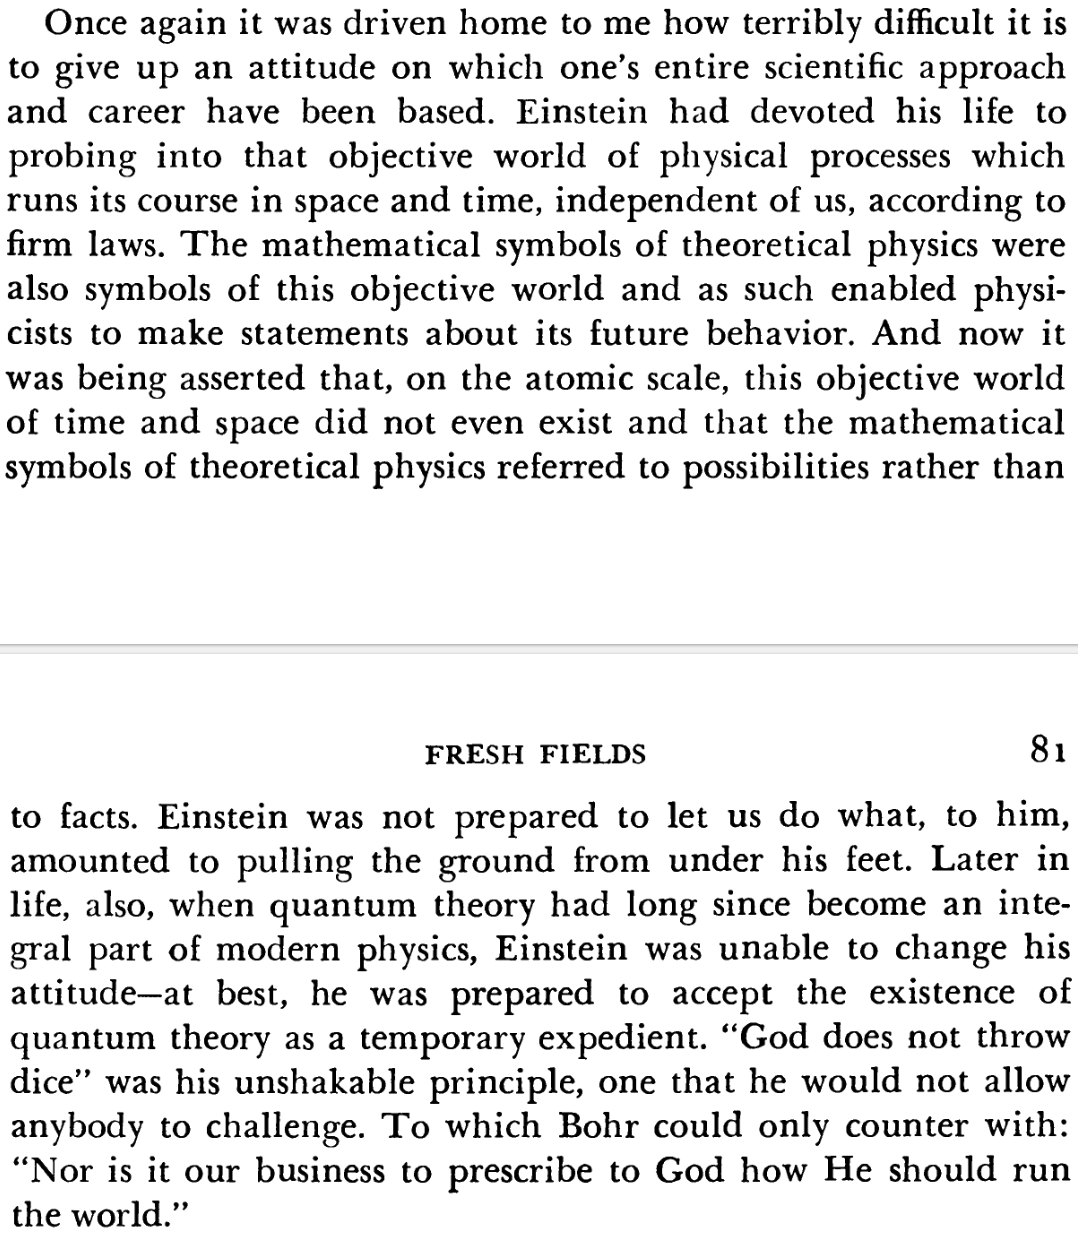 Once again it was driven home to me how terribly difficult it is
to give up an attitude on which one's entire scientific approach
and career have been based. Einstein had devoted his life to
probing into that objective world of physical processes which
runs its course in space and time, independent of us, according to
firm laws. The mathematical symbols of theoretical physics were
also symbols of this objective world and as such enabled physi-
cists to make statements about its future behavior. And now it
was being asserted that, on the atomic scale, this objective world
of time and space did not even exist and that the mathematical
symbols of theoretical physics referred to possibilities rather than
FRESH FIELDS 81
to facts. Einstein was not prepared to let us do what, to him,
amounted to pulling the ground from under his feet. Later in
life, also, when quantum theory had long since become an inte-
gral part of modern physics, Einstein was unable to change his
attitude—at best, he was prepared to accept the existence of
quantum theory as a temporary expedient. “God does not throw
dice” was his unshakable principle, one that he would not allow
anybody to challenge. To which Bohr could only counter with:
“Nor is it our business to prescribe to God how He should run
the world.”